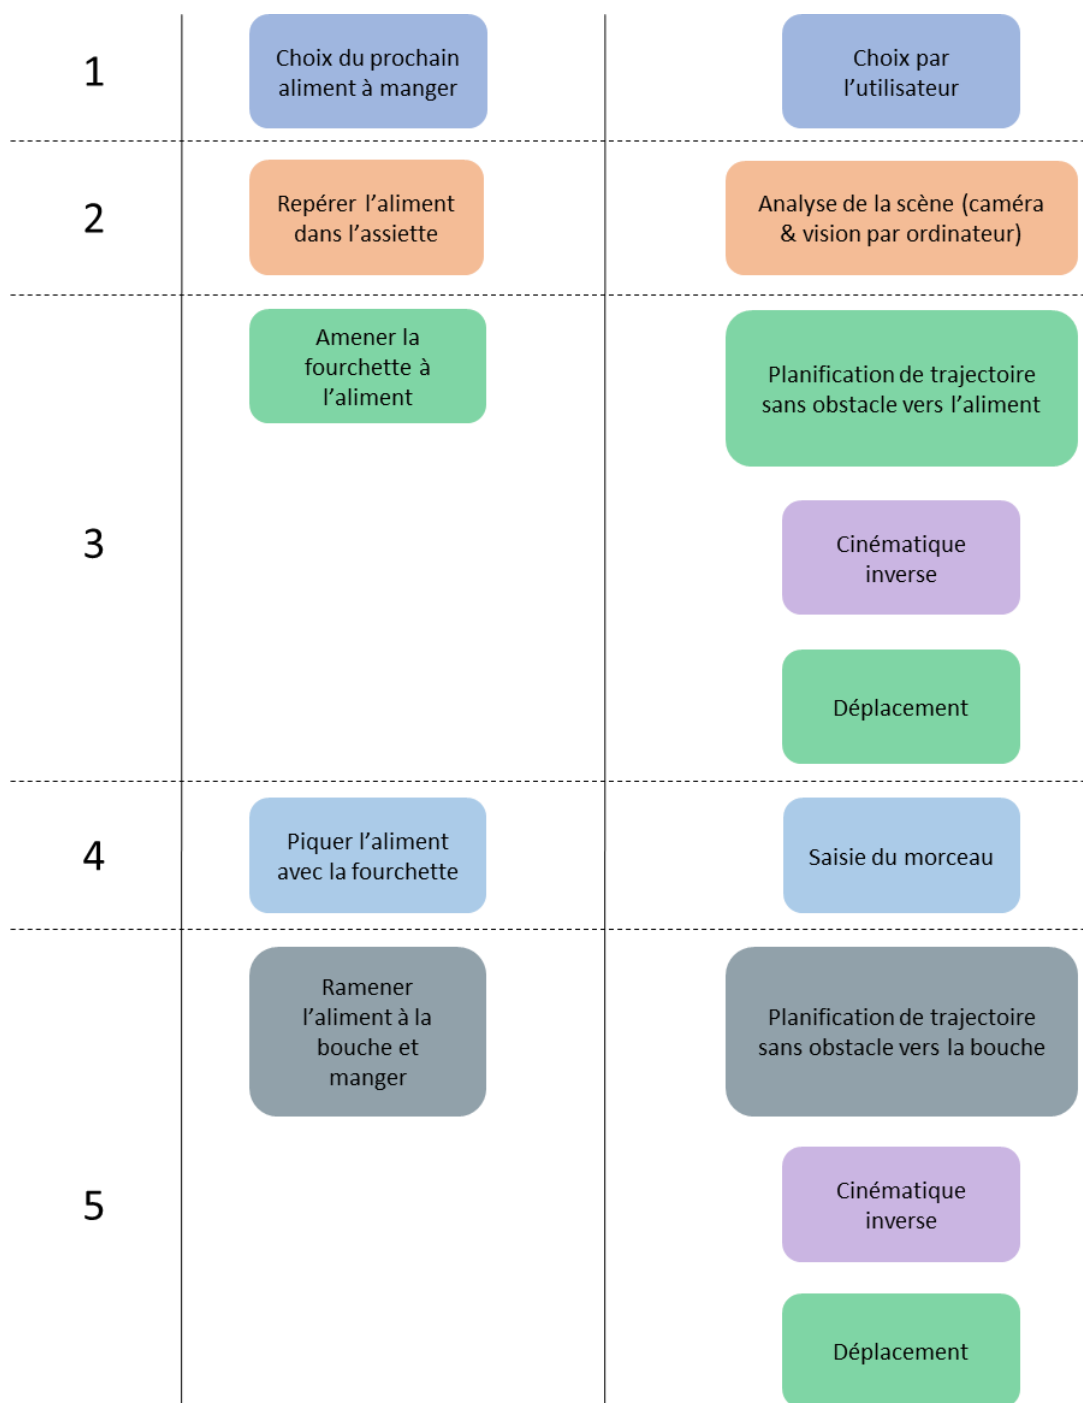 1
Choix du prochain
aliment à manger
Choix par
l’utilisateur
2
Repérer l’aliment
dans l’assiette
Analyse de la scène (caméra
& vision par ordinateur)
3
Amener la
fourchette à
l’aliment
Planification de trajectoire
sans obstacle vers l’aliment
Cinématique
inverse
Déplacement
4
Piquer l’aliment
avec la fourchette
Saisie du morceau
5
Ramener
l’aliment à la
bouche et
manger
Planification de trajectoire
sans obstacle vers la bouche
Cinématique
inverse
Déplacement